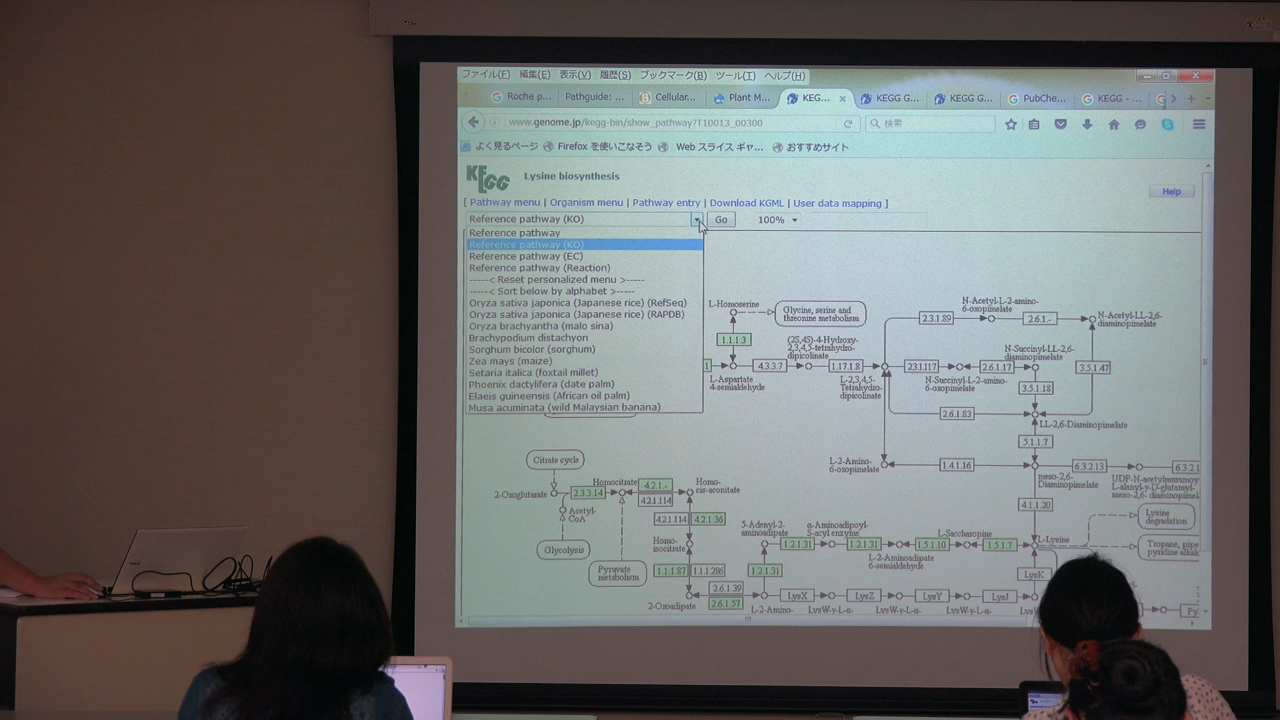 ファイル(F) 編集(E) 表示(V) 履歴(S) ブックマーク(B) ツール(T) ヘルプ(H)
Roche p... Pathguide: ... Cellular... Plant M... KEG... KEGG G... KEGG G... PubChe... KEGG - ...
www.genome.jp/kegg-bin/show_pathway?T10013_00300 検索
よく見るページ Firefox を使いこなそう Web スライス ギャ... おすすめサイト
KEGG Lysine biosynthesis
Help
[ Pathway menu | Organism menu | Pathway entry | Download KGML | User data mapping ]
Reference pathway (KO) Go 100%
Reference pathway
Reference pathway (KO)
Reference pathway (EC)
Reference pathway (Reaction)
-----< Reset personalized menu >-----
-----< Sort below by alphabet >-----
Oryza sativa japonica (Japanese rice) (RefSeq)
Oryza sativa japonica (Japanese rice) (RAPDB)
Oryza brachyantha (malo sina)
Brachypodium distachyon
Sorghum bicolor (sorghum)
Zea mays (maize)
Setaria italica (foxtail millet)
Phoenix dactylifera (date palm)
Elaeis guineensis (African oil palm)
Musa acuminata (wild Malaysian banana)
L-Homoserine
Glycine, serine and
threonine metabolism
1.1.1.3
(2S,4S)-4-Hydroxy-
2,3,4,5-tetrahydro-
dipicolinate
4.3.3.7
1.17.1.8
L-Aspartate
4-semialdehyde
L-2,3,4,5-
Tetrahydro-
dipicolinate
N-Acetyl-L-2-amino-
6-oxopimelate
2.3.1.89
2.6.1.-
N-Acetyl-LL-2,6-
diaminopimelate
N-Succinyl-LL-2,6-
diaminopimelate
2.3.1.117
2.6.1.17
3.5.1.47
N-Succinyl-L-2-amino-
6-oxopimelate
3.5.1.18
2.6.1.83
LL-2,6-Diaminopimelate
5.1.1.7
L-2-Amino-
6-oxopimelate
1.4.1.16
6.3.2.13
meso-2,6-
Diaminopimelate
4.1.1.20
Lysine
degradation
L-Lysine
Citrate cycle
2-Oxoglutarate
2.3.3.14
Homocitrate
4.2.1.-
4.2.1.114
Homo-
cis-aconitate
Acetyl-
CoA
4.2.1.114
4.2.1.36
Glycolysis
Homo-
isocitrate
Pyruvate
metabolism
1.1.1.87
1.1.1.286
2.6.1.39
2.6.1.57
2-Oxoadipate
5-Adenyl-2-
aminoadipate
α-Aminoadipoyl-
S-acyl enzyme
L-Saccharopine
1.2.1.31
1.2.1.31
1.5.1.10
1.5.1.7
L-2-Aminoadipate
6-semialdehyde
1.2.1.31
LysK
LysX
LysZ
LysY
LysJ
L-2-Amino-
LysW-γ-L-α-
LysW-γ-L-α-
LysW-γ-L-α-